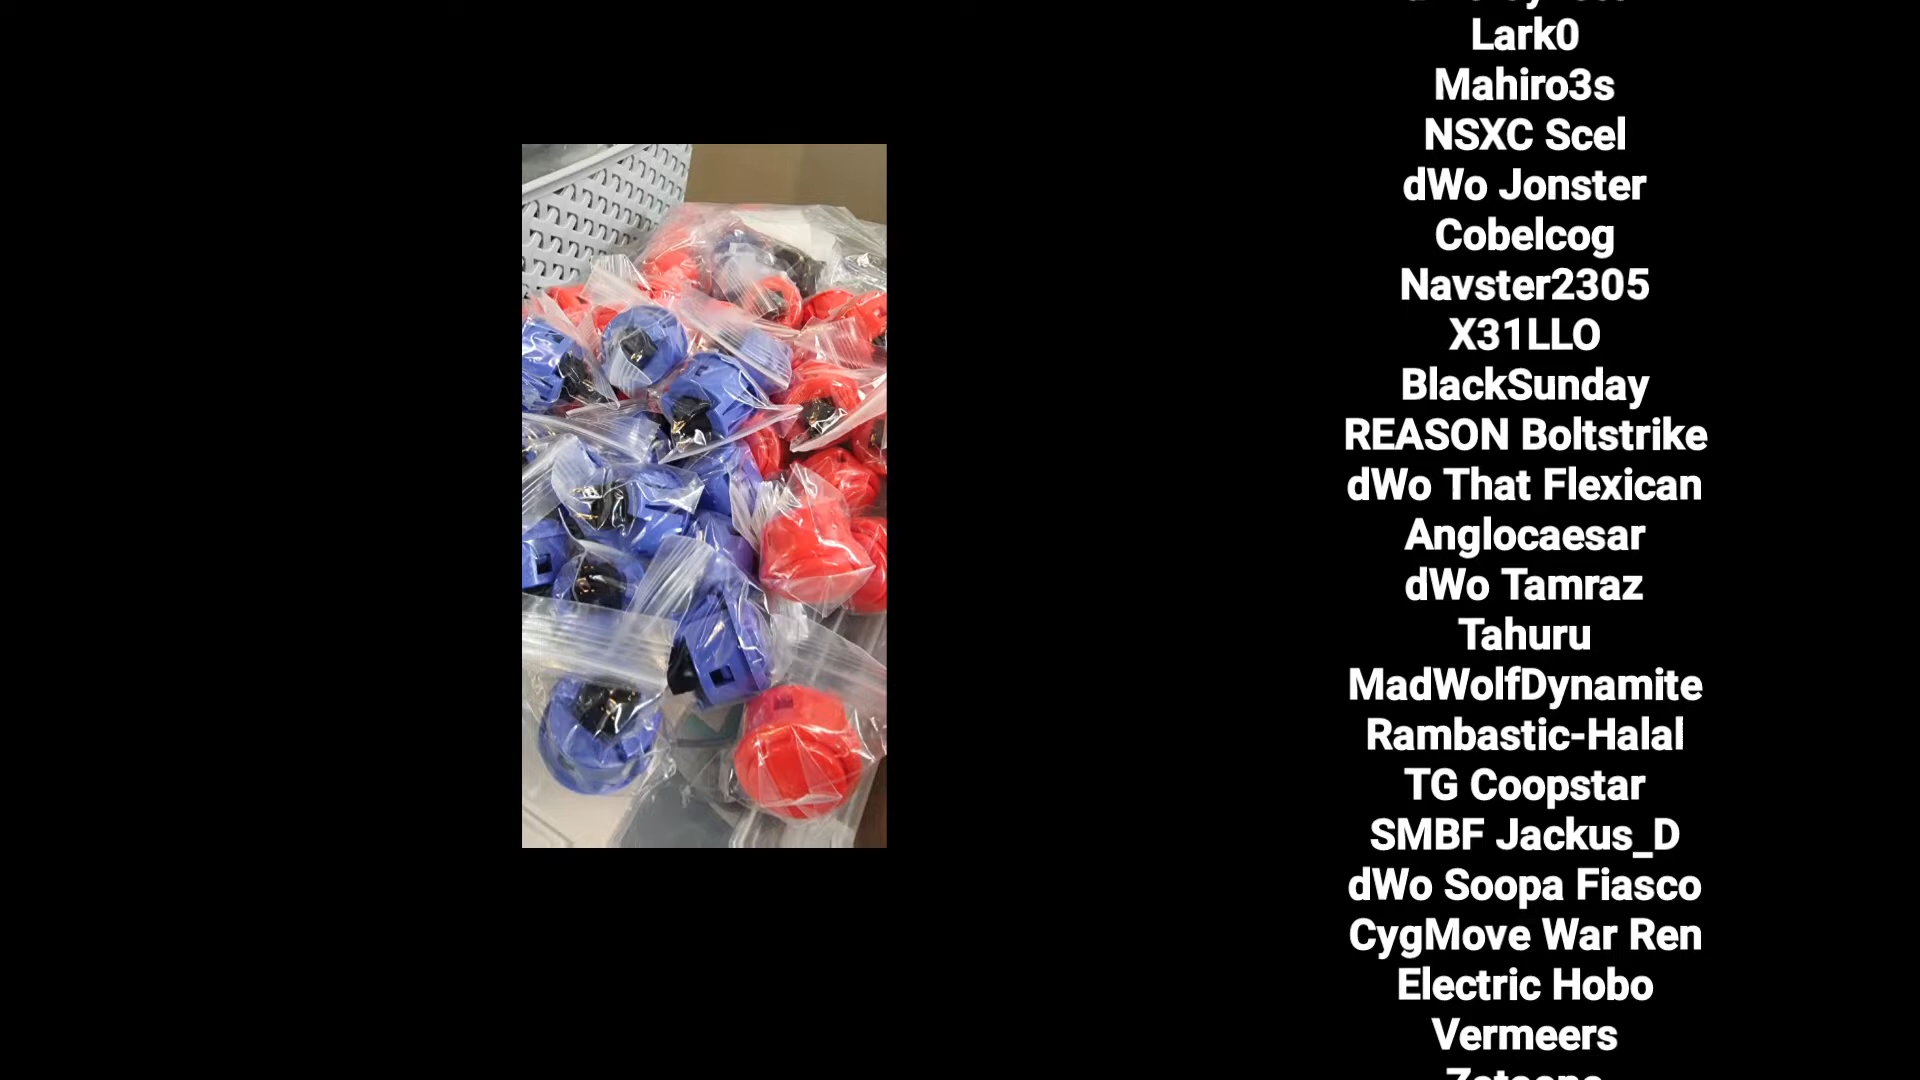 Lark0
Mahiro3s
NSXC Scel
dWo Jonster
Cobelcog
Navster2305
X31LLO
BlackSunday
REASON Boltstrike
dWo That Flexican
Anglocaesar
dWo Tamraz
Tahuru
MadWolfDynamite
Rambastic-Halal
TG Coopstar
SMBF Jackus_D
dWo Soopa Fiasco
CygMove War Ren
Electric Hobo
Vermeers